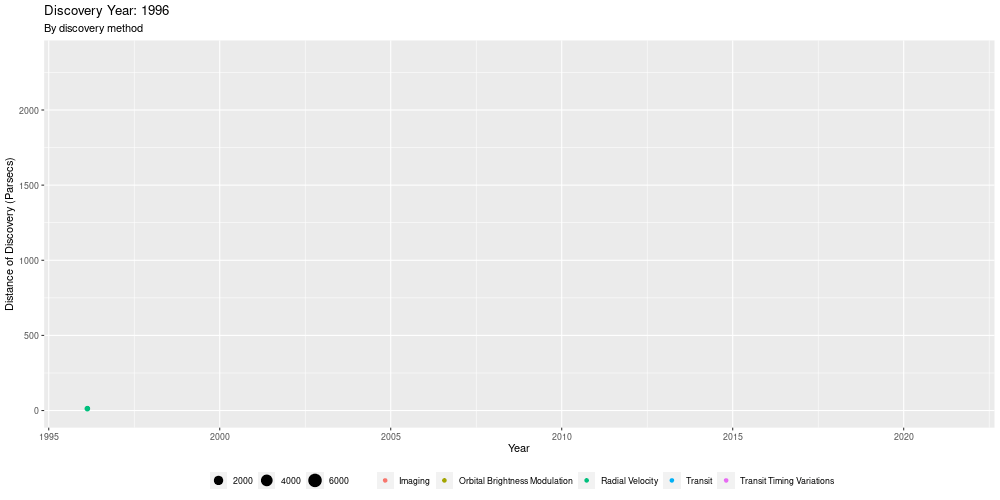 Discovery Year: 1996
By discovery method
Distance of Discovery (Parsecs)
2000
1500
1000
500
0
1995 2000 2005 2010 2015 2020
Year
2000 4000 6000 Imaging Orbital Brightness Modulation Radial Velocity Transit Transit Timing Variations